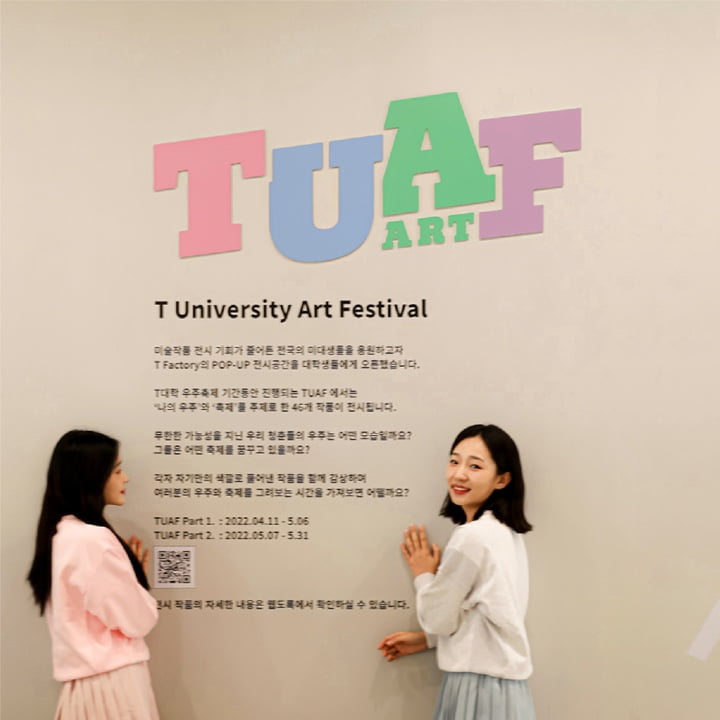 TUAF
ART
T University Art Festival
미술작품 전시 기회가 줄어든 전국의 미대생들을 응원하고자
T Factory의 POP-UP 전시공간을 대학생들에게 오픈했습니다.
T대학 우주축제 기간동안 진행되는 TUAF 에서는
'나의 우주'와 '축제'를 주제로 한 46개 작품이 전시됩니다.
무한한 가능성을 지닌 우리 청춘들의 우주는 어떤 모습일까요?
그들은 어떤 축제를 꿈꾸고 있을까요?
각자 자기만의 색깔로 풀어낸 작품을 함께 감상하며
여러분의 우주와 축제를 그려보는 시간을 가져보면 어떨까요?
TUAF Part 1. : 2022.04.11 - 5.06
TUAF Part 2. : 2022.05.07 - 5.31
전시 작품의 자세한 내용은 웹도록에서 확인하실 수 있습니다.